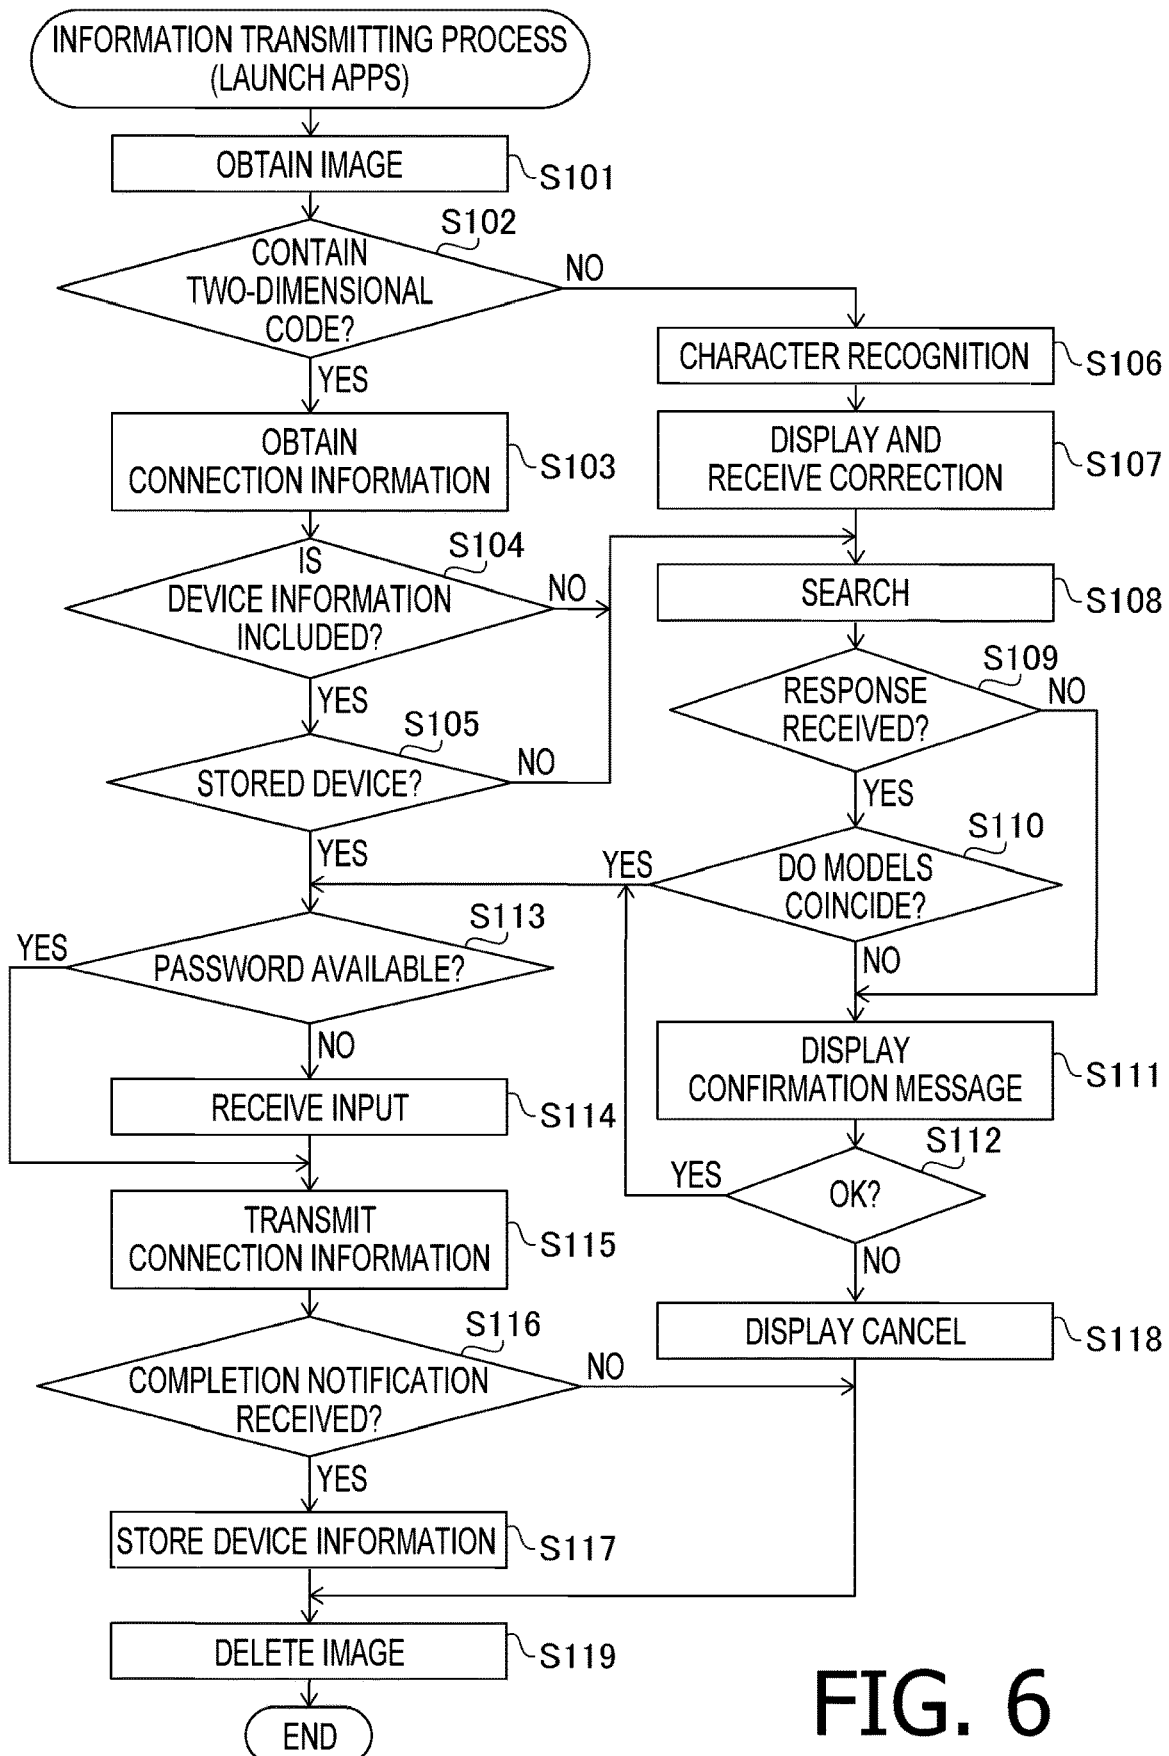 INFORMATION TRANSMITTING PROCESS
(LAUNCH APPS)
OBTAIN IMAGE
S101
S102
CONTAIN
TWO-DIMENSIONAL
CODE?
NO
YES
CHARACTER RECOGNITION
S106
OBTAIN
CONNECTION INFORMATION
S103
DISPLAY AND
RECEIVE CORRECTION
S107
S104
IS
DEVICE INFORMATION
INCLUDED?
NO
YES
SEARCH
S108
S109
RESPONSE
RECEIVED?
NO
YES
S105
STORED DEVICE?
NO
YES
S110
DO MODELS
COINCIDE?
YES
NO
S113
PASSWORD AVAILABLE?
YES
NO
DISPLAY
CONFIRMATION MESSAGE
S111
RECEIVE INPUT
S114
S112
OK?
YES
NO
TRANSMIT
CONNECTION INFORMATION
S115
DISPLAY CANCEL
S118
S116
COMPLETION NOTIFICATION
RECEIVED?
NO
YES
STORE DEVICE INFORMATION
S117
DELETE IMAGE
S119
END
FIG. 6